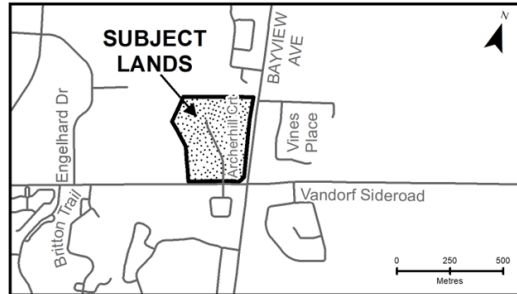 N
SUBJECT
LANDS
BAYVIEW
AVE
Engelhard Dr
Archerhill Crt
Vines
Place
Britton Trail
Vandorf Sideroad
0 250 500
Metres